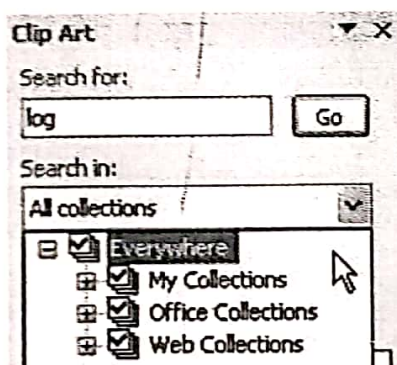 Clip Art
Search for:
log
Go
Search in:
All collections
Everywhere
My Collections
Office Collections
Web Collections